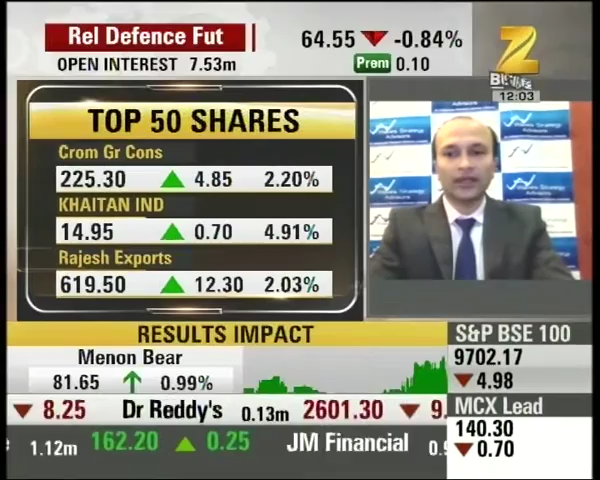 Rel Defence Fut
64.55 -0.84%
OPEN INTEREST 7.53m
Prem 0.10
Z
12:03
TOP 50 SHARES
Crom Gr Cons
225.30 4.85 2.20%
KHAITAN IND
14.95 0.70 4.91%
Rajesh Exports
619.50 12.30 2.03%
Advisors
Strategy
Advisors
RESULTS IMPACT
Menon Bear
81.65 0.99%
S&P BSE 100
9702.17
4.98
8.25 Dr Reddy's 0.13m 2601.30 9.
MCX Lead
140.30
0.70
1.12m 162.20 0.25 JM Financial